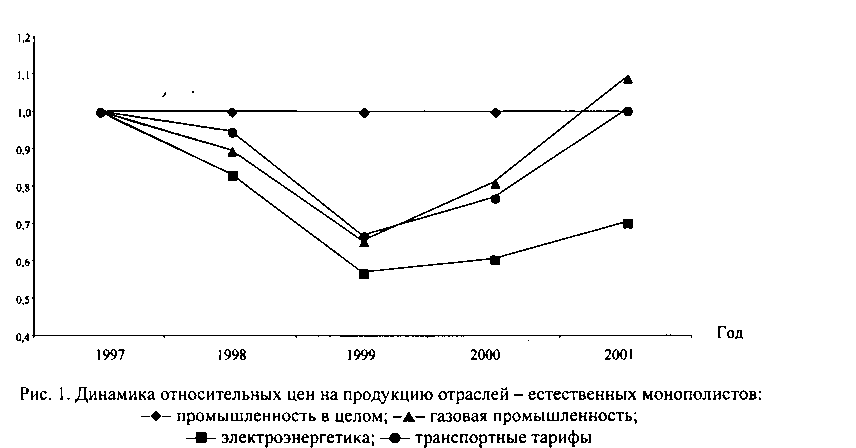 1,2
1,1
1,0
0,9
0,8
0,7
0,6
0,5
0,4
1997 1998 1999 2000 2001 Год
Рис. 1. Динамика относительных цен на продукцию отраслей – естественных монополистов:
промышленность в целом; газовая промышленность;
электроэнергетика; транспортные тарифы